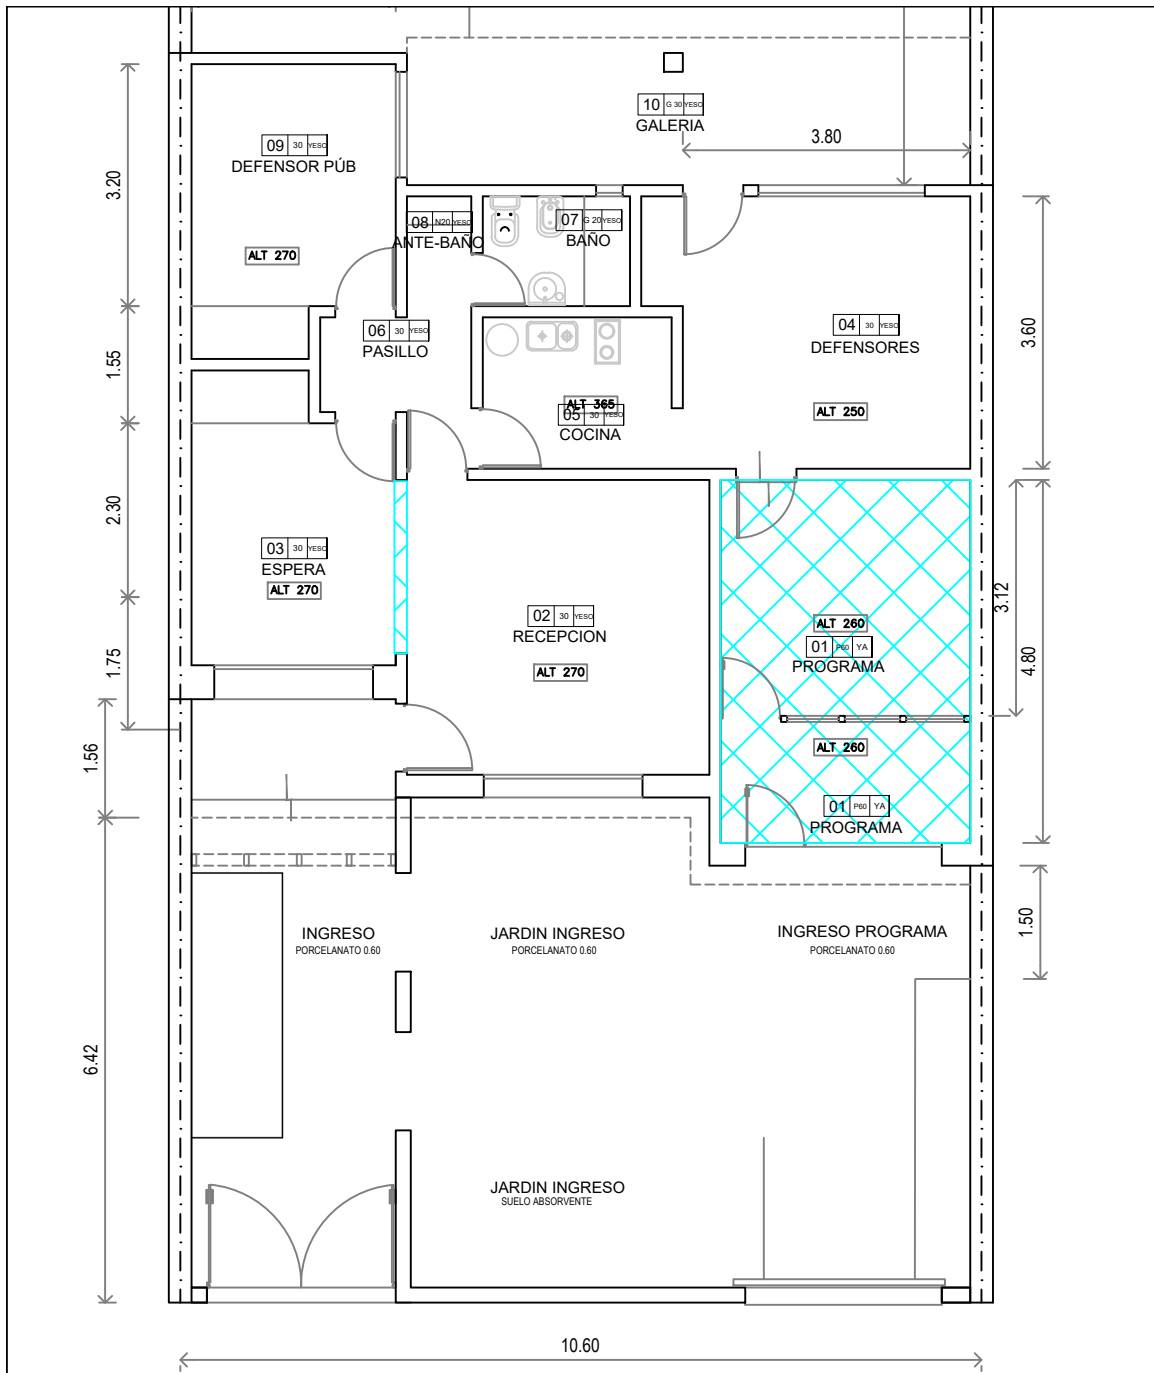 10 G 30 YESO
GALERIA
3.80
09 30 YESO
DEFENSOR PÚB
3.20
08 N20 YESO
ANTE-BAÑO
07 G 20 YESO
BAÑO
ALT 270
06 30 YESO
PASILLO
04 30 YESO
DEFENSORES
3.60
1.55
ALT 365
05 30 YESO
COCINA
ALT 250
2.30
03 30 YESO
ESPERA
ALT 270
02 30 YESO
RECEPCION
ALT 270
3.12
ALT 260
01 P60 YA
PROGRAMA
4.80
1.75
1.56
ALT 260
01 P60 YA
PROGRAMA
INGRESO
PORCELANATO 0.60
JARDIN INGRESO
PORCELANATO 0.60
INGRESO PROGRAMA
PORCELANATO 0.60
1.50
6.42
JARDIN INGRESO
SUELO ABSORVENTE
10.60